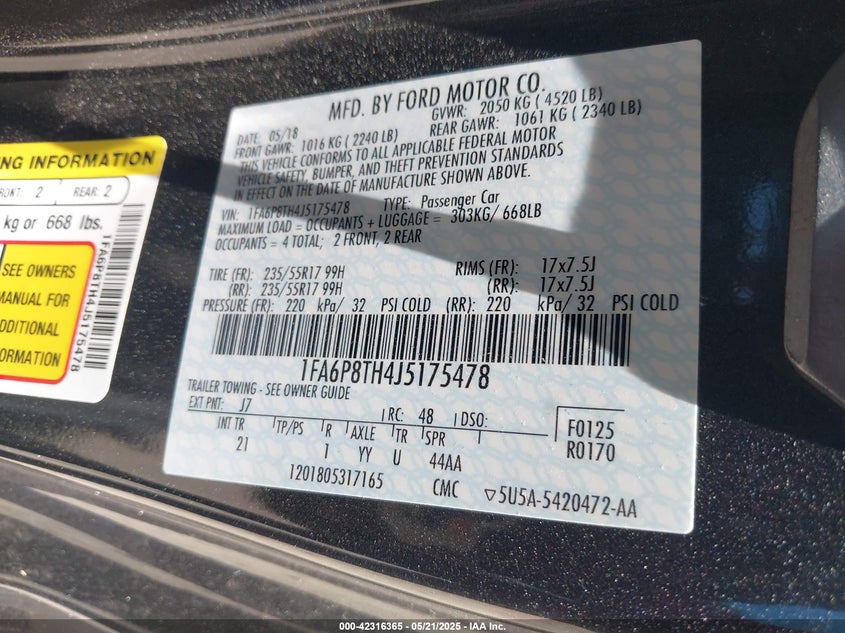 MFD. BY FORD MOTOR CO.
DATE: 05/18 GVWR: 2050 KG ( 4520 LB)
FRONT GAWR: 1016 KG ( 2240 LB) REAR GAWR: 1061 KG ( 2340 LB)
THIS VEHICLE CONFORMS TO ALL APPLICABLE FEDERAL MOTOR
VEHICLE SAFETY, BUMPER, AND THEFT PREVENTION STANDARDS
IN EFFECT ON THE DATE OF MANUFACTURE SHOWN ABOVE.
VIN: 1FA6P8TH4J5175478 TYPE: Passenger Car
MAXIMUM LOAD = OCCUPANTS + LUGGAGE = 303KG/ 668LB
OCCUPANTS = 4 TOTAL; 2 FRONT, 2 REAR
TIRE (FR): 235/55R17 99H RIMS (FR): 17x7.5J
(RR): 235/55R17 99H (RR): 17x7.5J
PRESSURE (FR): 220 kPa/ 32 PSI COLD (RR): 220 kPa/ 32 PSI COLD
1FA6P8TH4J5175478
TRAILER TOWING - SEE OWNER GUIDE
EXT PNT: J7 RC: 48 DSO:
INT TR TP/PS R AXLE TR SPR F0125
21 1 YY U 44AA R0170
1201805317165 CMC ▽5U5A-5420472-AA
NG INFORMATION
RONT: 2 REAR: 2
kg or 668 lbs.
SEE OWNERS
MANUAL FOR
DDITIONAL
ORMATION
1FA6P8TH4J5175478
000-42316365 - 05/21/2025 - IAA Inc.